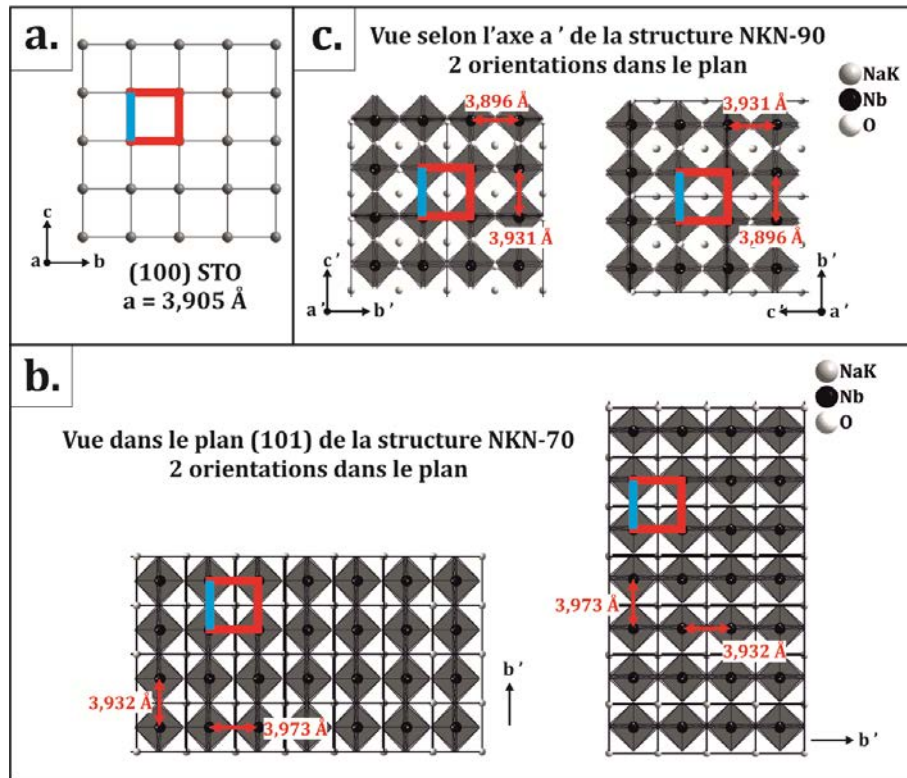 a.
c
a
b
(100) STO
a = 3,905 Å
c.
Vue selon l'axe a ' de la structure NKN-90
2 orientations dans le plan
NaK
Nb
O
3,896 Å
3,931 Å
c '
a '
b '
3,931 Å
3,896 Å
b '
c '
a '
b.
Vue dans le plan (101) de la structure NKN-70
2 orientations dans le plan
NaK
Nb
O
3,932 Å
3,973 Å
b '
3,973 Å
3,932 Å
b '